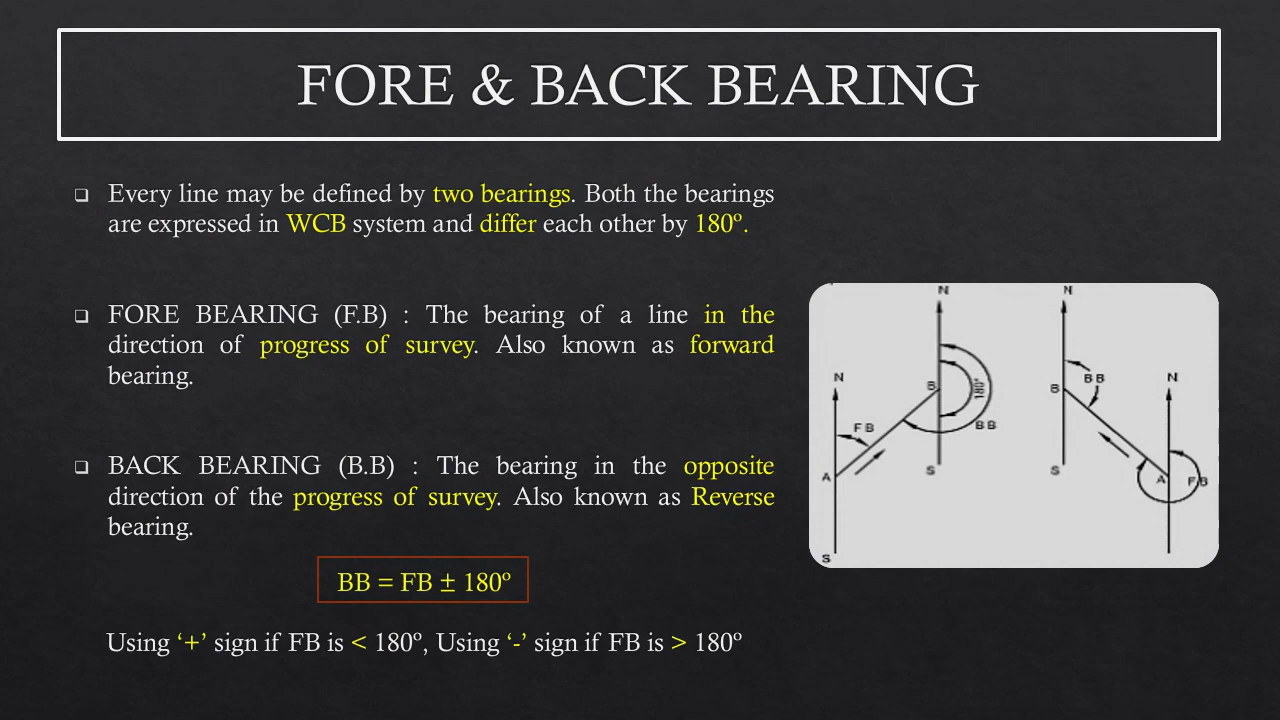 FORE & BACK BEARING
❑ Every line may be defined by two bearings. Both the bearings
are expressed in WCB system and differ each other by 180º.
❑ FORE BEARING (F.B) : The bearing of a line in the
direction of progress of survey. Also known as forward
bearing.
❑ BACK BEARING (B.B) : The bearing in the opposite
direction of the progress of survey. Also known as Reverse
bearing.
BB = FB ± 180º
Using ‘+’ sign if FB is < 180º, Using ‘-’ sign if FB is > 180º
N
N
N
N
B
180°
B
B B
F B
B B
A
S
S
A
F B
S